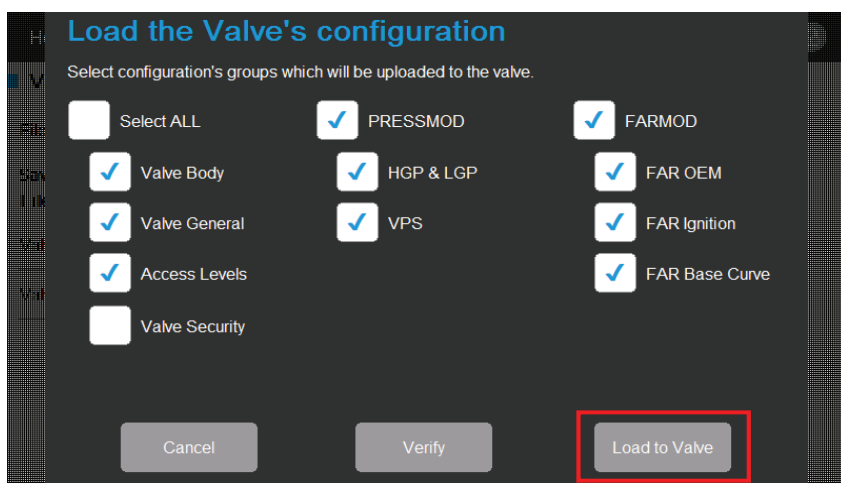 Load the Valve's configuration
Select configuration's groups which will be uploaded to the valve.
Select ALL
PRESSMOD
FARMOD
Valve Body
HGP & LGP
FAR OEM
Valve General
VPS
FAR Ignition
Access Levels
FAR Base Curve
Valve Security
Cancel
Verify
Load to Valve